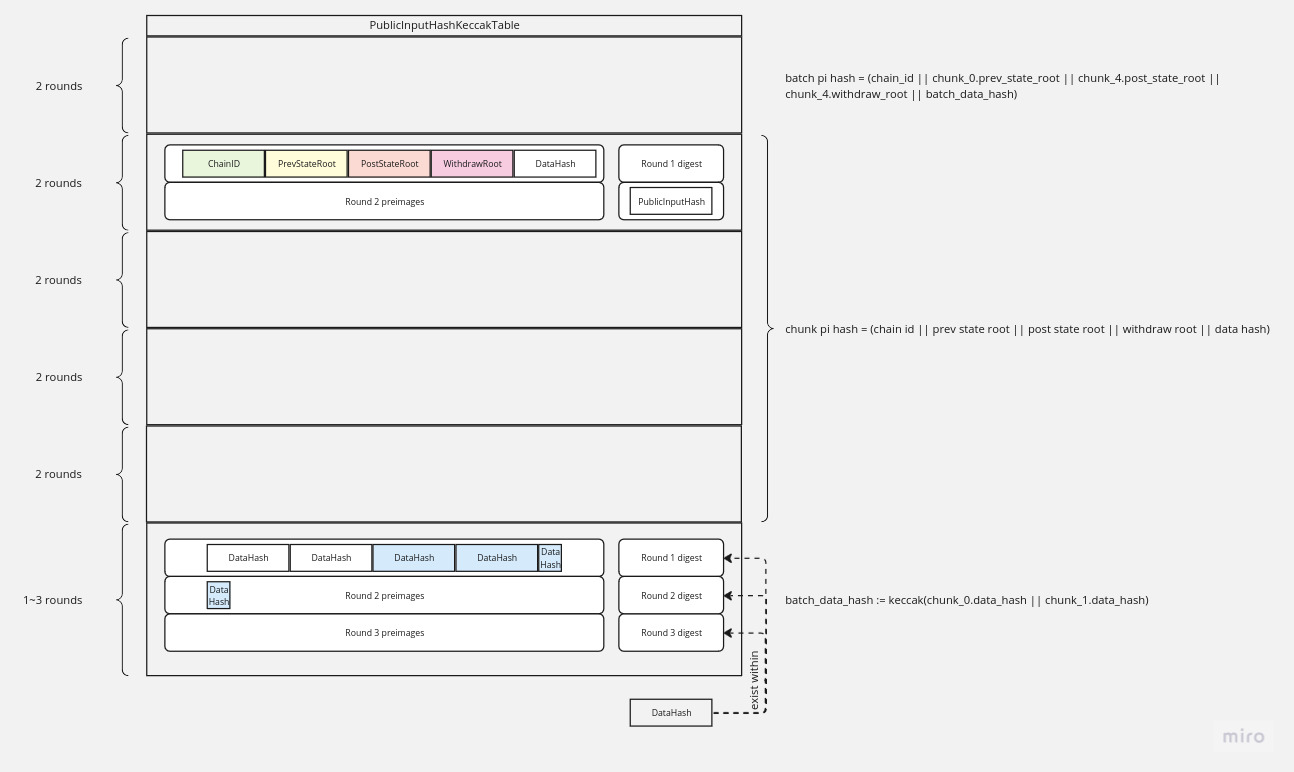 PublicInputHashKeccakTable
2 rounds
batch pi hash = (chain_id || chunk_0.prev_state_root || chunk_4.post_state_root ||
chunk_4.withdraw_root || batch_data_hash)
2 rounds
ChainID
PrevStateRoot
PostStateRoot
WithdrawRoot
DataHash
Round 1 digest
Round 2 preimages
PublicInputHash
2 rounds
2 rounds
chunk pi hash = (chain id || prev state root || post state root || withdraw root || data hash)
2 rounds
1~3 rounds
DataHash
DataHash
DataHash
DataHash
Data
Hash
Round 1 digest
Data
Hash
Round 2 preimages
Round 2 digest
Round 3 preimages
Round 3 digest
batch_data_hash := keccak(chunk_0.data_hash || chunk_1.data_hash)
exist within
DataHash
miro